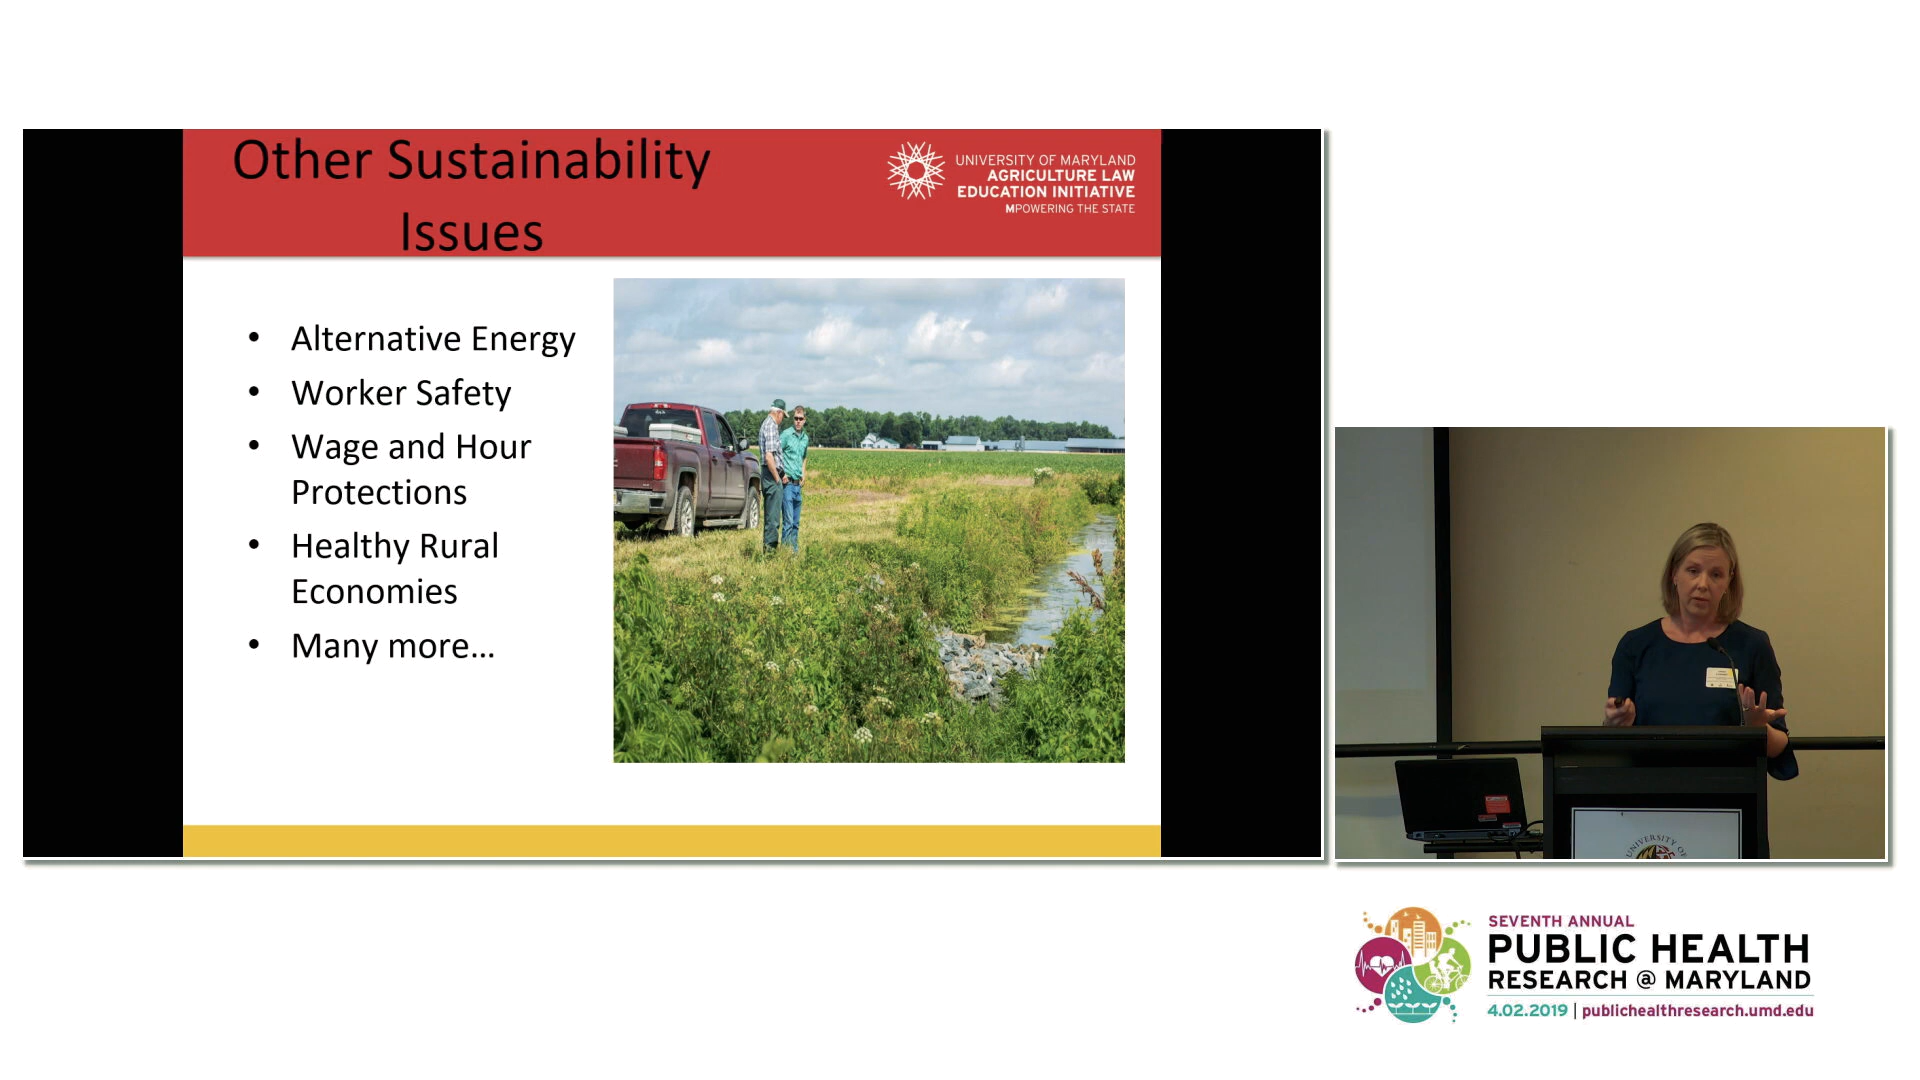 Other Sustainability
Issues
UNIVERSITY OF MARYLAND
AGRICULTURE LAW
EDUCATION INITIATIVE
MPOWERING THE STATE
• Alternative Energy
• Worker Safety
• Wage and Hour
Protections
• Healthy Rural
Economies
• Many more...
UNIVERSITY OF
SEVENTH ANNUAL
PUBLIC HEALTH
RESEARCH @ MARYLAND
4.02.2019 | publichealthresearch.umd.edu